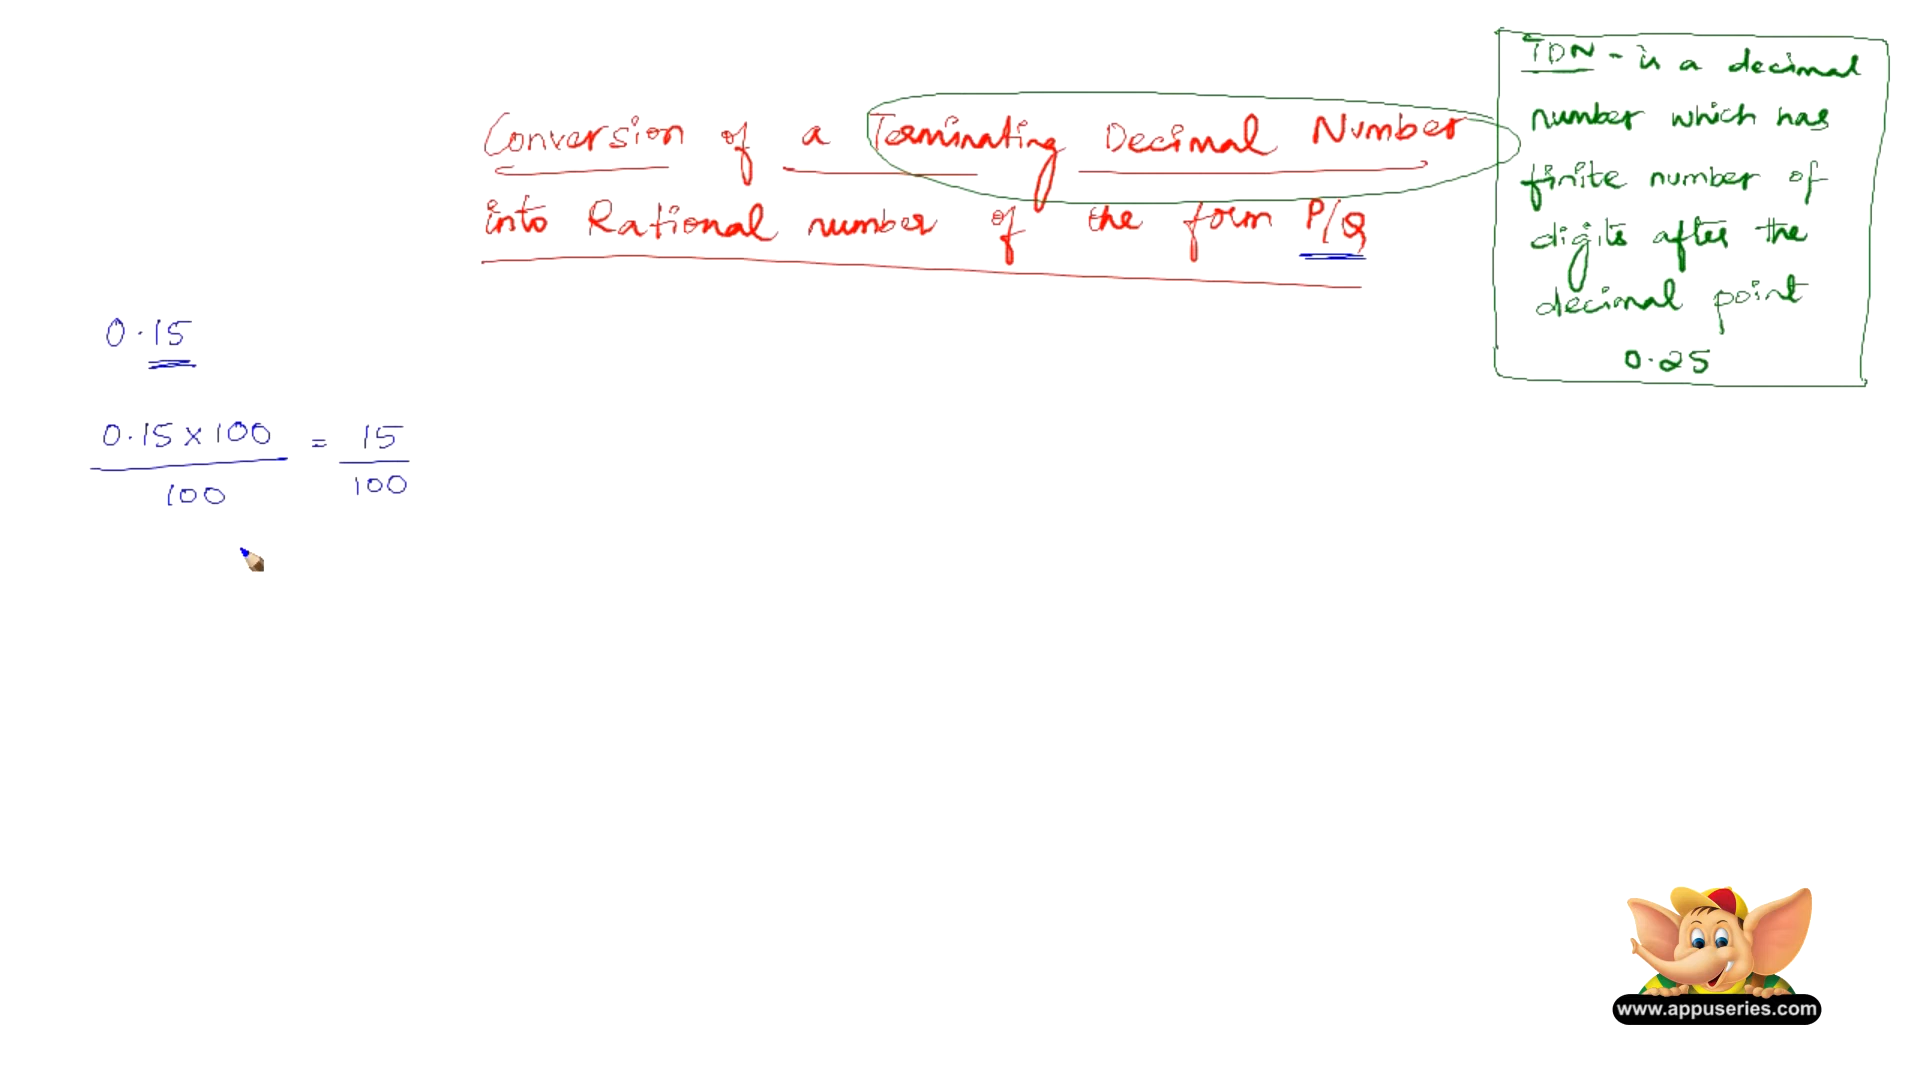 Conversion of a Terminating Decimal Number
into Rational number of the form P/Q
TDN - is a decimal
number which has
finite number of
digits after the
decimal point
0.25
0.15
0.15 x 100 = 15
100 100
www.appuseries.com